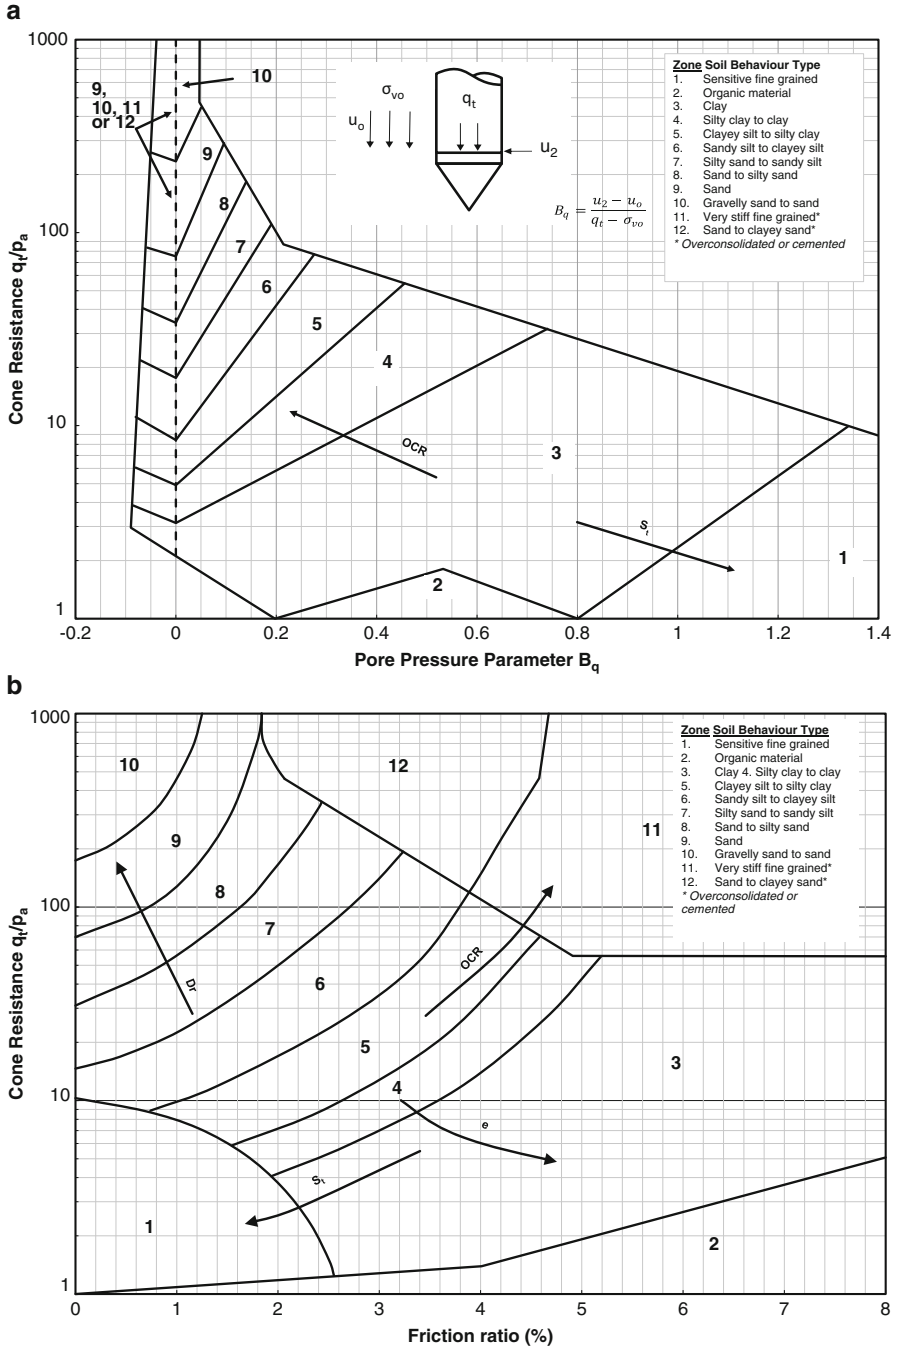 a
1000
100
10
1
Cone Resistance qt/pa
9,
10, 11
or 12
10
9
8
7
6
5
4
3
2
1
OCR
St
σvo
uo
qt
u2
Bq = (u2 − uo) / (qt − σvo)
Zone Soil Behaviour Type
1. Sensitive fine grained
2. Organic material
3. Clay
4. Silty clay to clay
5. Clayey silt to silty clay
6. Sandy silt to clayey silt
7. Silty sand to sandy silt
8. Sand to silty sand
9. Sand
10. Gravelly sand to sand
11. Very stiff fine grained*
12. Sand to clayey sand*
* Overconsolidated or cemented
-0.2 0 0.2 0.4 0.6 0.8 1 1.2 1.4
Pore Pressure Parameter Bq
b
1000
100
10
1
Cone Resistance qt/pa
10
12
11
9
8
7
6
5
4
3
2
1
Dr
OCR
e
St
Zone Soil Behaviour Type
1. Sensitive fine grained
2. Organic material
3. Clay 4. Silty clay to clay
5. Clayey silt to silty clay
6. Sandy silt to clayey silt
7. Silty sand to sandy silt
8. Sand to silty sand
9. Sand
10. Gravelly sand to sand
11. Very stiff fine grained*
12. Sand to clayey sand*
* Overconsolidated or
cemented
0 1 2 3 4 5 6 7 8
Friction ratio (%)